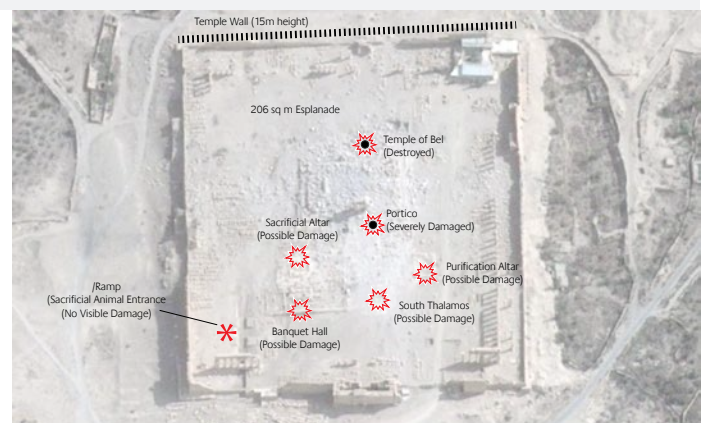 Temple Wall (15m height)
206 sq m Esplanade
Temple of Bel
(Destroyed)
Portico
(Severely Damaged)
Sacrificial Altar
(Possible Damage)
Purification Altar
(Possible Damage)
/Ramp
(Sacrificial Animal Entrance
(No Visible Damage)
South Thalamos
(Possible Damage)
Banquet Hall
(Possible Damage)